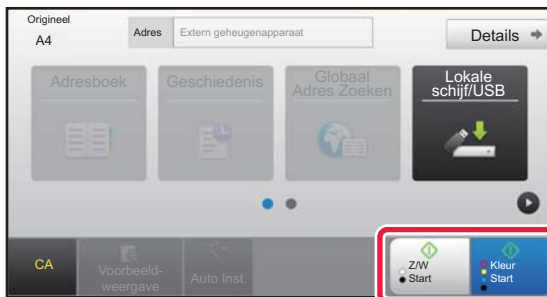 Origineel
A4
Adres
Extern geheugenapparaat
Details
Adresboek
Geschiedenis
Globaal
Adres Zoeken
Lokale
schijf/USB
CA
Voorbeeld-
weergave
Auto Inst.
Z/W
Start
Kleur
Start